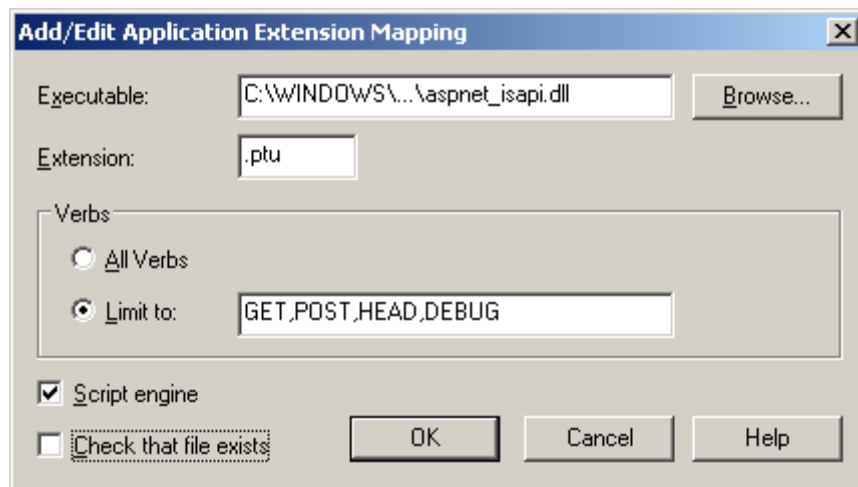 Add/Edit Application Extension Mapping
Executable: C:\WINDOWS\...\aspnet_isapi.dll Browse...
Extension: .ptu
Verbs
All Verbs
Limit to: GET,POST,HEAD,DEBUG
Script engine
Check that file exists OK Cancel Help